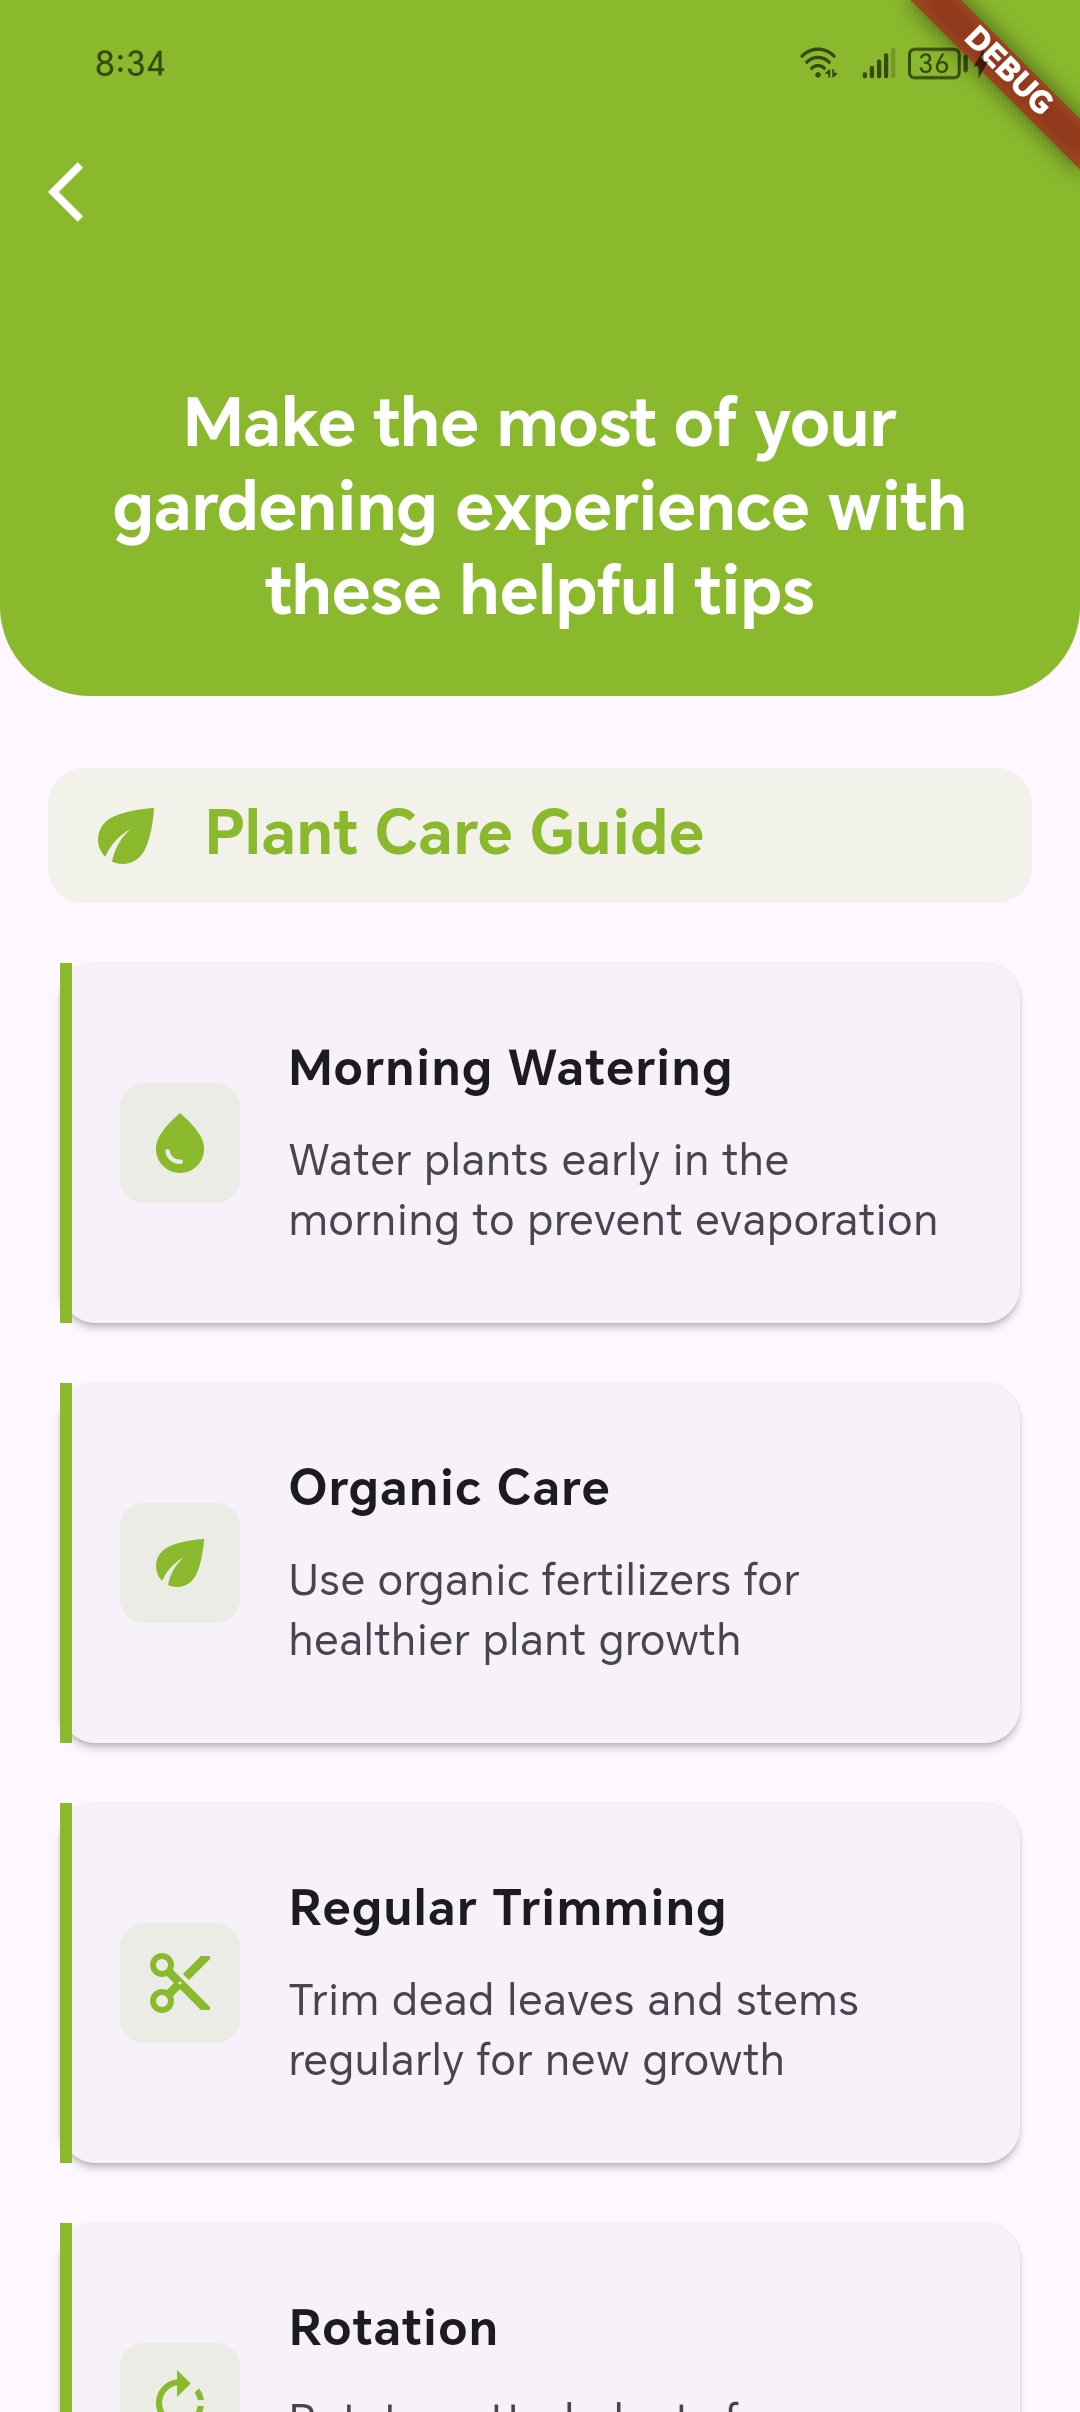 8:34
36
DEBUG
Make the most of your
gardening experience with
these helpful tips
Plant Care Guide
Morning Watering
Water plants early in the
morning to prevent evaporation
Organic Care
Use organic fertilizers for
healthier plant growth
Regular Trimming
Trim dead leaves and stems
regularly for new growth
Rotation